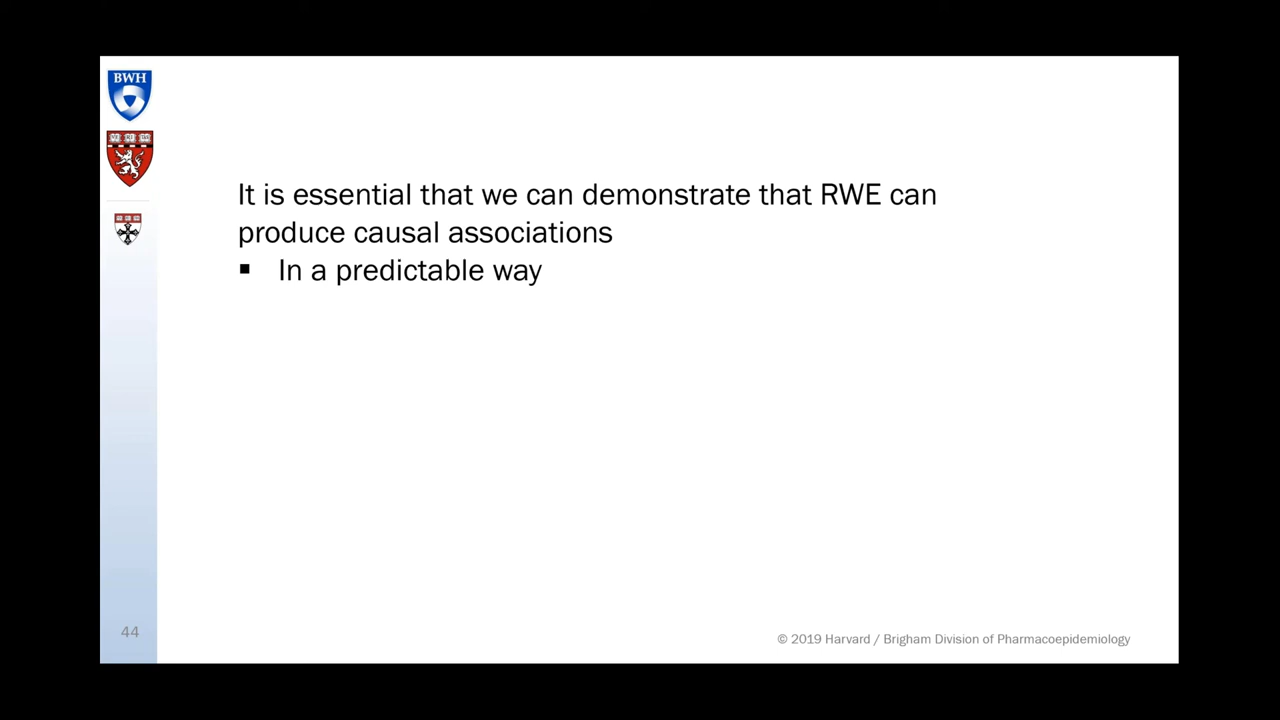 BWH
It is essential that we can demonstrate that RWE can
produce causal associations
▪ In a predictable way
44
© 2019 Harvard / Brigham Division of Pharmacoepidemiology